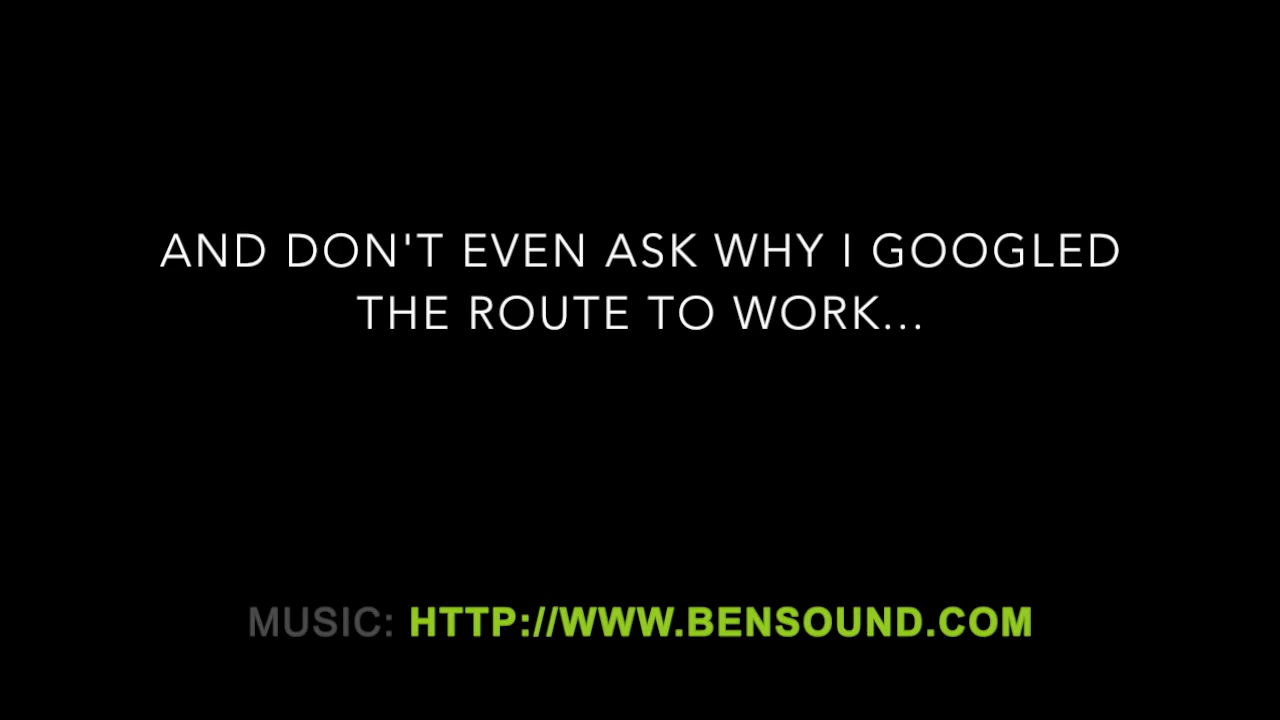 AND DON'T EVEN ASK WHY I GOOGLED
THE ROUTE TO WORK...
MUSIC: HTTP://WWW.BENSOUND.COM